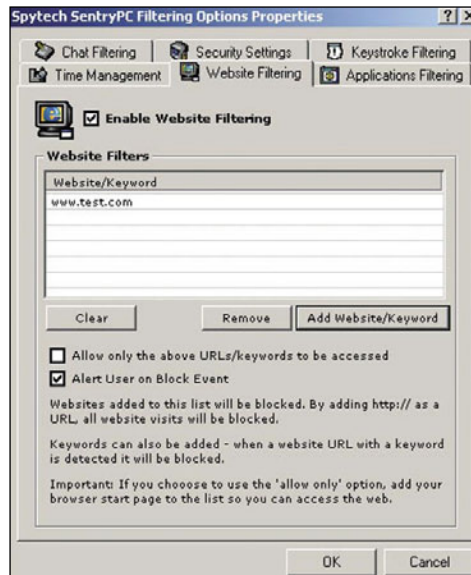 Spytech SentryPC Filtering Options Properties
Chat Filtering
Security Settings
Keystroke Filtering
Time Management
Website Filtering
Applications Filtering
Enable Website Filtering
Website Filters
Website/Keyword
www.test.com
Clear
Remove
Add Website/Keyword
Allow only the above URLs/keywords to be accessed
Alert User on Block Event
Websites added to this list will be blocked. By adding http:// as a
URL, all website visits will be blocked.
Keywords can also be added - when a website URL with a keyword
is detected it will be blocked.
Important: If you chooose to use the 'allow only' option, add your
browser start page to the list so you can access the web.
OK
Cancel